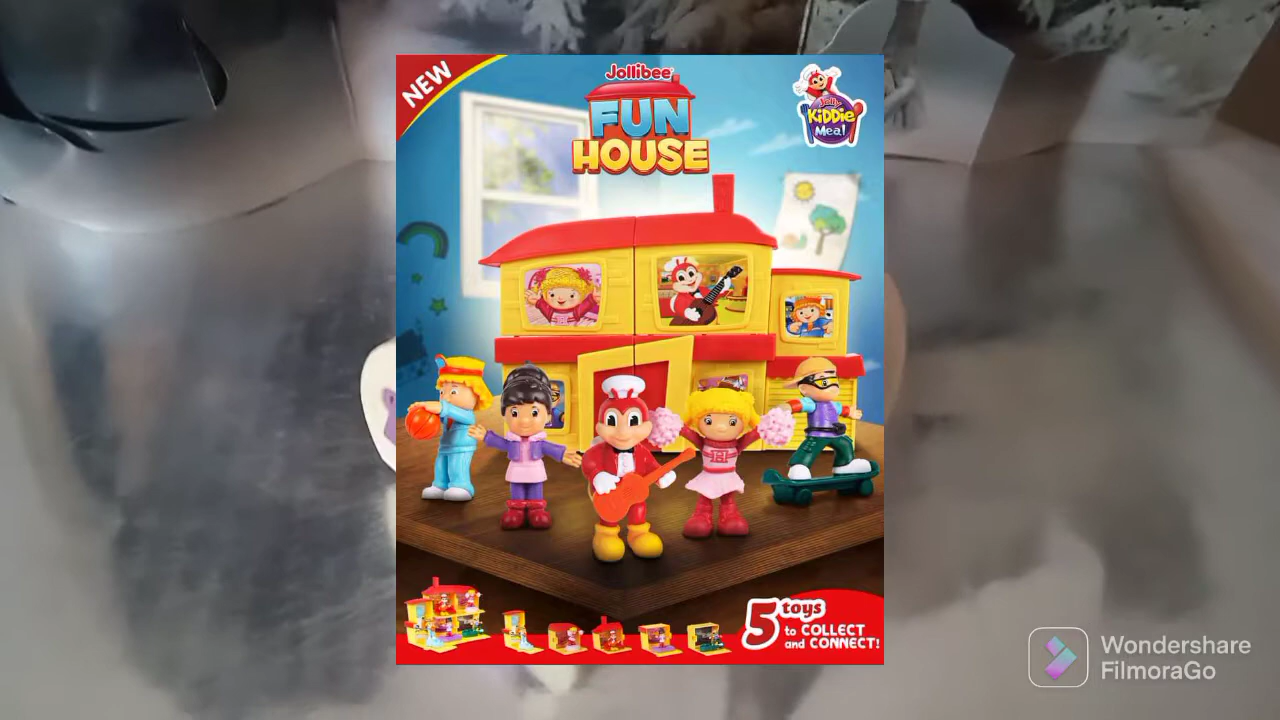 NEW
Jollibee
FUN
HOUSE
Jolly
KiDDie
Meal
H
5 toys
to COLLECT
and CONNECT!
Wondershare
FilmoraGo